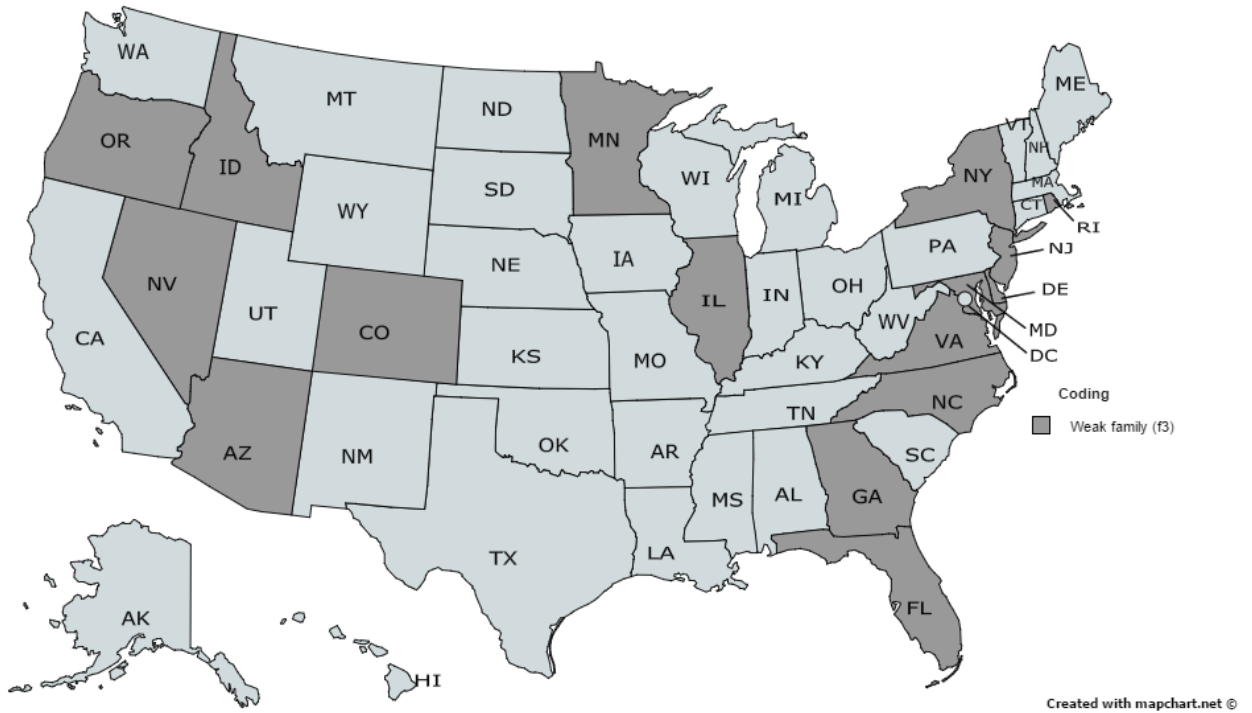 WA
MT
ND
MN
ME
OR
ID
SD
WI
MI
VT
NH
NY
MA
CT
RI
WY
IA
NE
PA
NJ
NV
UT
CO
IL
IN
OH
DE
CA
KS
MO
WV
VA
MD
DC
KY
AZ
NM
OK
AR
TN
NC
SC
Coding
Weak family (f3)
MS
AL
GA
TX
LA
AK
FL
HI
Created with mapchart.net ©